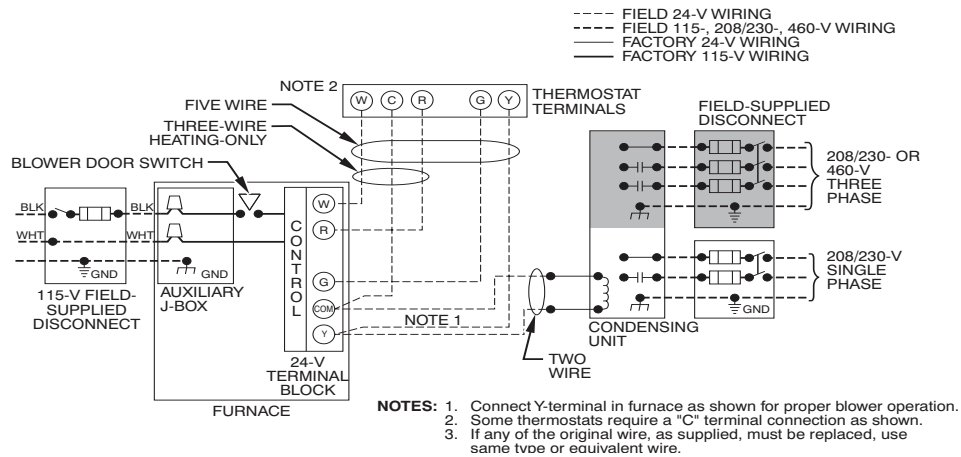 FIELD 24-V WIRING
FIELD 115-, 208/230-, 460-V WIRING
FACTORY 24-V WIRING
FACTORY 115-V WIRING
NOTE 2
W
C
R
G
Y
THERMOSTAT
TERMINALS
FIVE WIRE
THREE-WIRE
HEATING-ONLY
BLOWER DOOR SWITCH
FIELD-SUPPLIED
DISCONNECT
208/230- OR
460-V
THREE
PHASE
BLK
BLK
WHT
WHT
GND
GND
115-V FIELD-
SUPPLIED
DISCONNECT
AUXILIARY
J-BOX
CONTROL
W
R
G
COM
Y
NOTE 1
24-V
TERMINAL
BLOCK
FURNACE
TWO
WIRE
CONDENSING
UNIT
208/230-V
SINGLE
PHASE
GND
NOTES: 1. Connect Y-terminal in furnace as shown for proper blower operation.
2. Some thermostats require a "C" terminal connection as shown.
3. If any of the original wire, as supplied, must be replaced, use
same type or equivalent wire.